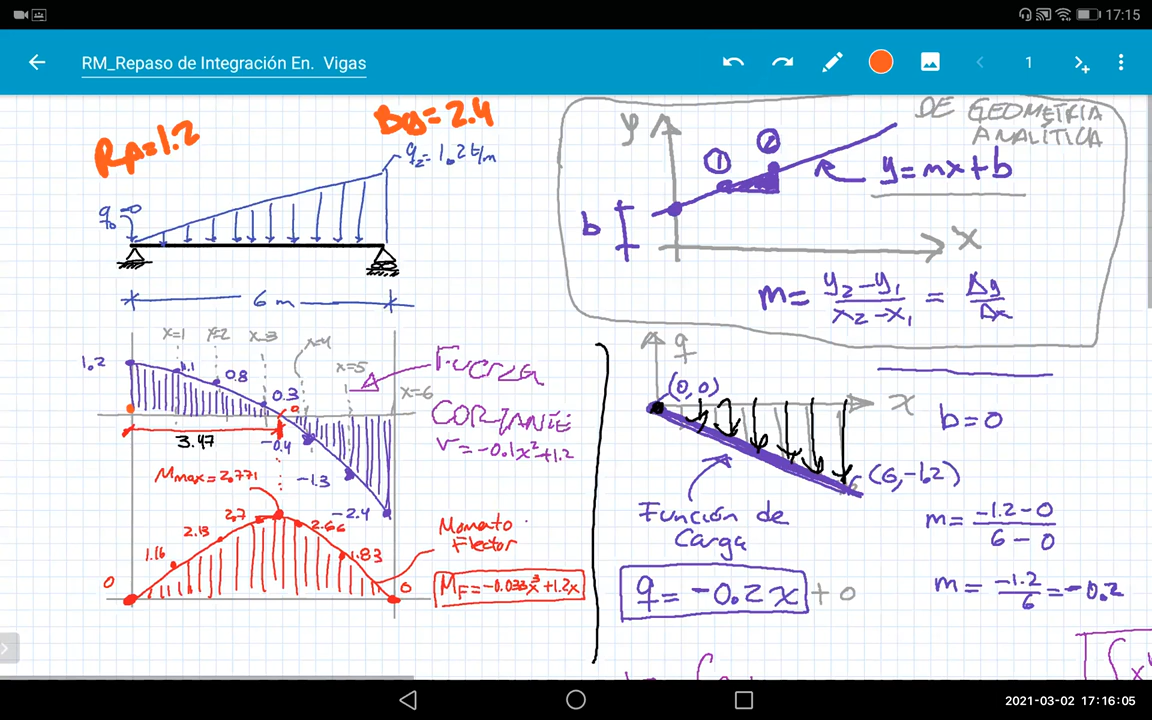 17:15
RM_Repaso de Integración En. Vigas
1
RA=1.2
By=2.4
q2=1.2t/m
q0=0
6 m
DE GEOMETRIA
ANALÍTICA
y
①
②
y=mx+b
b
x
m= y2-y1 / x2-x1 = Δy / Δx
x=1
x=2
x=3
x=4
x=5
x=6
1.2
1.1
0.8
0.3
0
3.47
-0.4
-1.3
-2.4
Fuerza
CORTANTE
V=-0.1x²+1.2
Mmax=2.771
0
1.16
2.13
2.7
2.66
1.83
0
Momento
Flector
MF=-0.033x³+1.2x
q
(0,0)
x
b=0
(6,-1.2)
Función de
Carga
m= -1.2-0 / 6-0
m= -1.2 / 6 = -0.2
q= -0.2x + 0
2021-03-02 17:16:05